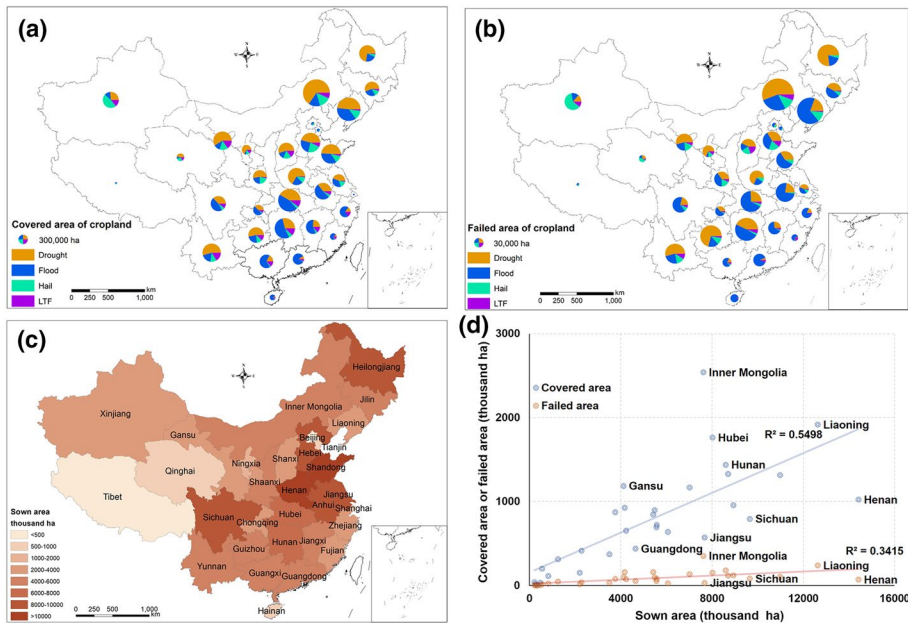 (a)
N
W
E
S
Covered area of cropland
300,000 ha
Drought
Flood
Hail
LTF
0 250 500 1,000 km
(b)
N
W
E
S
Failed area of cropland
30,000 ha
Drought
Flood
Hail
LTF
0 250 500 1,000 km
(c)
N
W
E
S
Heilongjiang
Jilin
Inner Mongolia
Liaoning
Xinjiang
Beijing
Gansu
Tianjin
Hebei
Shanxi
Ningxia
Shandong
Qinghai
Shaanxi
Henan
Jiangsu
Tibet
Anhui
Shanghai
Sichuan
Hubei
Chongqing
Zhejiang
Hunan
Jiangxi
Guizhou
Fujian
Yunnan
Guangxi
Guangdong
Hainan
Sown area
thousand ha
<500
500-1000
1000-2000
2000-4000
4000-6000
6000-8000
8000-10000
>10000
0 250 500 1,000 km
(d)
Covered area or failed area (thousand ha)
3000
2000
1000
0
Covered area
Failed area
Inner Mongolia
Liaoning
Hubei
R² = 0.5498
Hunan
Gansu
Henan
Sichuan
Jiangsu
Guangdong
Inner Mongolia
R² = 0.3415
Liaoning
Jiangsu
Sichuan
Henan
0 4000 8000 12000 16000
Sown area (thousand ha)